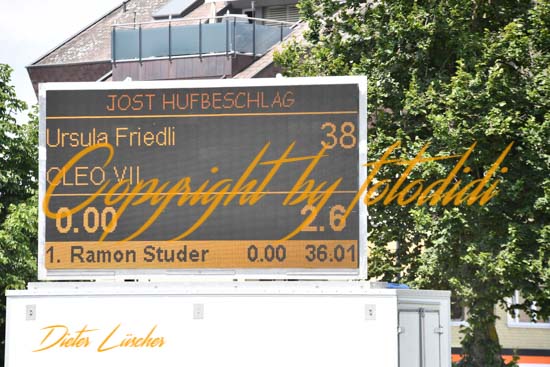 JOST HUFBESCHLAG
Ursula Friedli 38
CLEO VII
Copyright by fotodidi
0.00 2.6
1. Ramon Studer 0.00 36.01
Dieter Lüscher